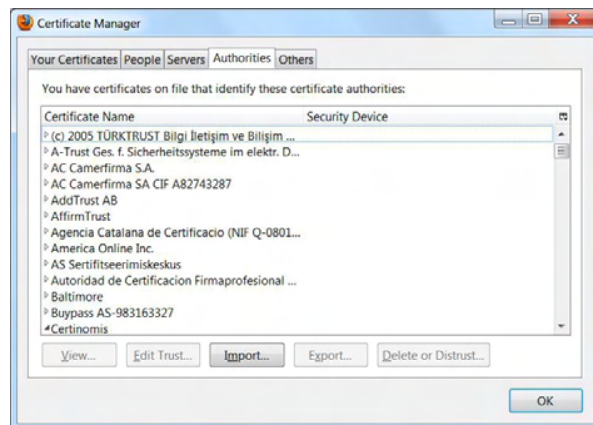 Certificate Manager
Your Certificates People Servers Authorities Others
You have certificates on file that identify these certificate authorities:
Certificate Name Security Device
(c) 2005 TÜRKTRUST Bilgi İletişim ve Bilişim ...
A-Trust Ges. f. Sicherheitssysteme im elektr. D...
AC Camerfirma S.A.
AC Camerfirma SA CIF A82743287
AddTrust AB
AffirmTrust
Agencia Catalana de Certificacio (NIF Q-0801...
America Online Inc.
AS Sertifitseerimiskeskus
Autoridad de Certificacion Firmaprofesional ...
Baltimore
Buypass AS-983163327
Certinomis
View... Edit Trust... Import... Export... Delete or Distrust...
OK